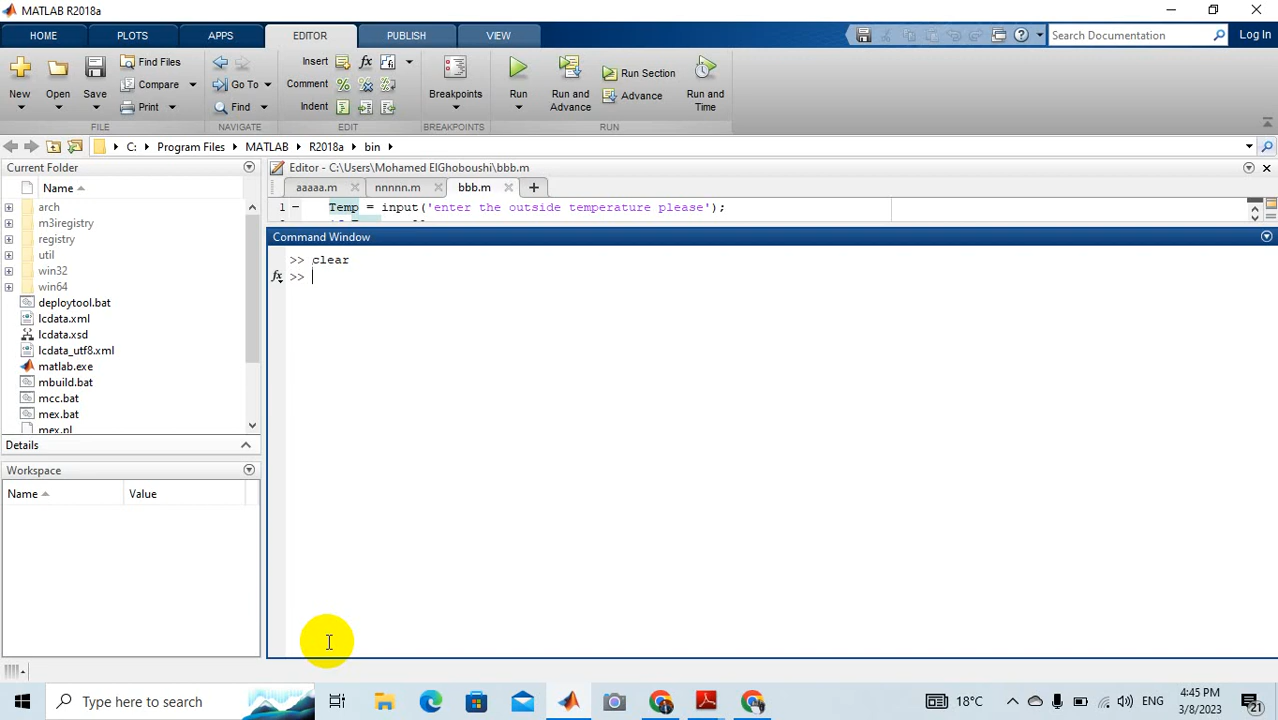 MATLAB R2018a
HOME PLOTS APPS EDITOR PUBLISH VIEW Search Documentation Log In
New Open Save Find Files Compare Print Go To Find Insert Comment Indent Breakpoints Run Run and Advance Run Section Advance Run and Time
FILE NAVIGATE EDIT BREAKPOINTS RUN
C: Program Files MATLAB R2018a bin
Current Folder
Name
arch
m3iregistry
registry
util
win32
win64
deploytool.bat
lcdata.xml
lcdata.xsd
lcdata_utf8.xml
matlab.exe
mbuild.bat
mcc.bat
mex.bat
mex.pl
Details
Workspace
Name Value
Editor - C:\Users\Mohamed ElGhoboushi\bbb.m
aaaaa.m nnnnn.m bbb.m
1 Temp = input('enter the outside temperature please');
Command Window
>> clear
fx >>
Type here to search 18°C ENG 4:45 PM
3/8/2023 21